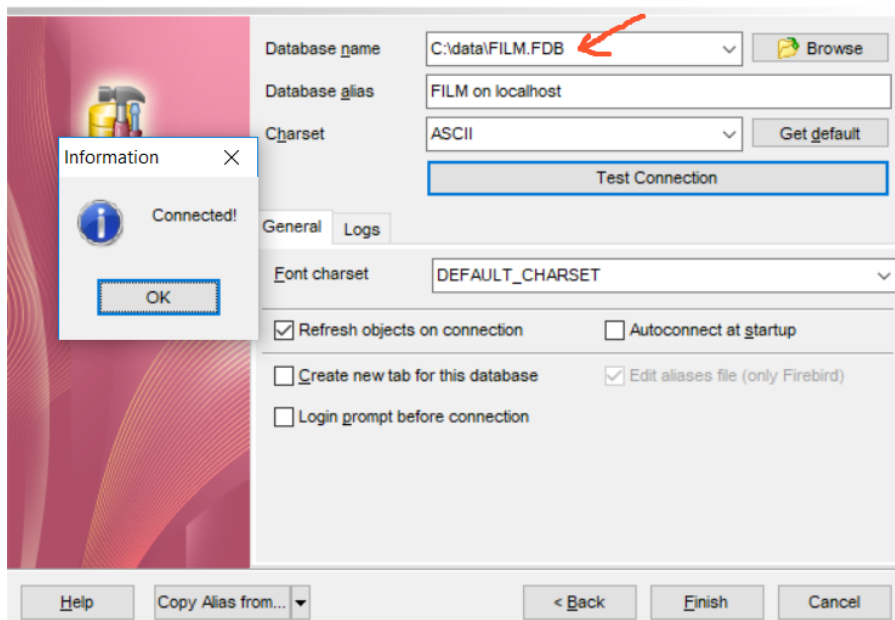 Database name
C:\data\FILM.FDB
Browse
Database alias
FILM on localhost
Charset
ASCII
Get default
Test Connection
Information
Connected!
OK
General
Logs
Font charset
DEFAULT_CHARSET
Refresh objects on connection
Autoconnect at startup
Create new tab for this database
Edit aliases file (only Firebird)
Login prompt before connection
Help
Copy Alias from...
< Back
Finish
Cancel